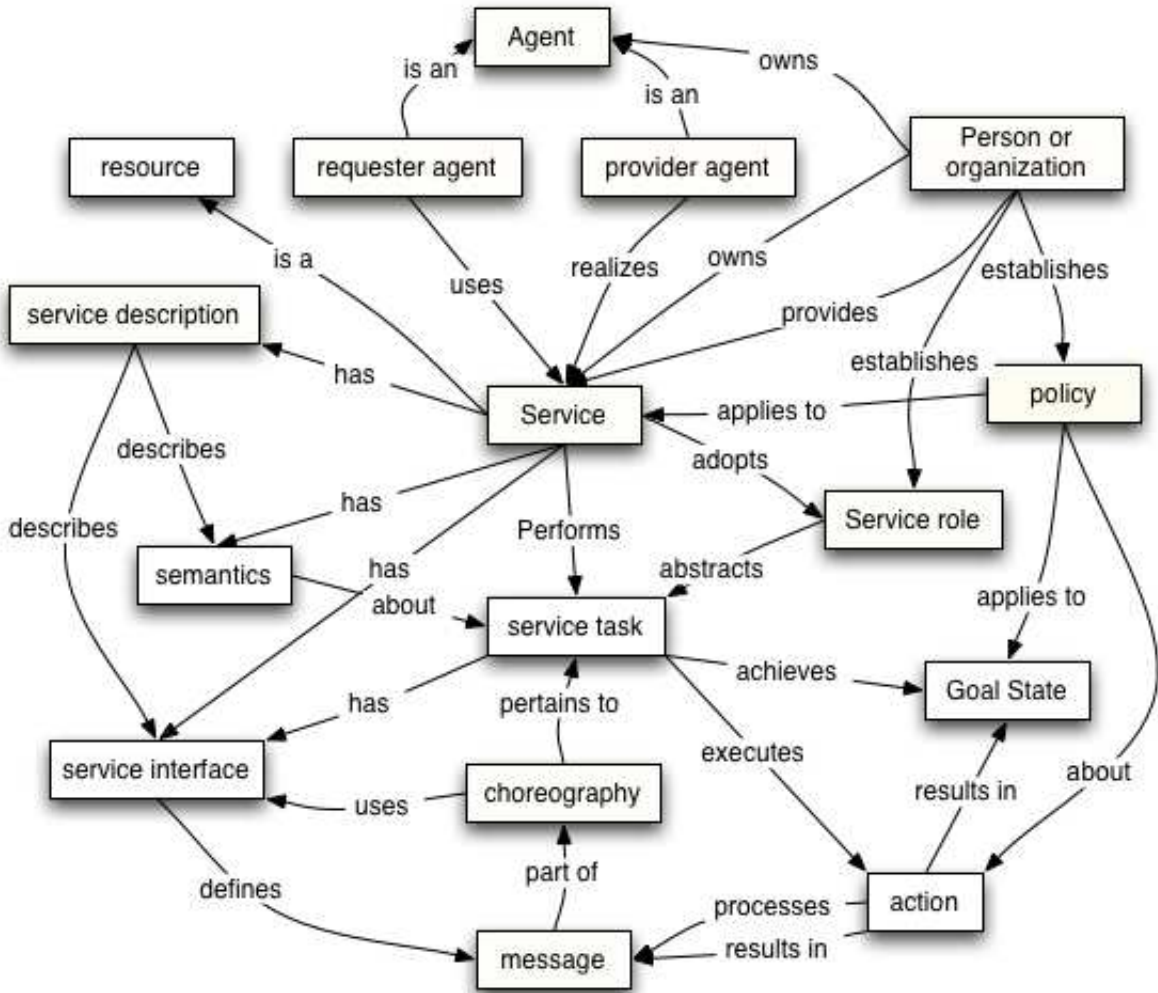 Agent
owns
is an
is an
resource
requester agent
provider agent
Person or
organization
is a
uses
realizes
owns
establishes
service description
provides
has
establishes
Service
applies to
policy
describes
adopts
describes
has
Performs
Service role
semantics
has
about
abstracts
service task
applies to
achieves
Goal State
has
pertains to
service interface
executes
choreography
uses
results in
about
part of
defines
processes
action
results in
message